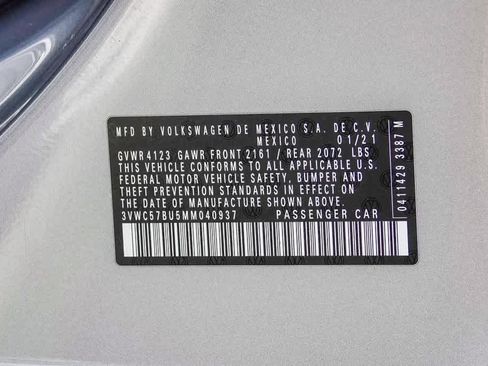 MFD BY VOLKSWAGEN DE MEXICO S.A. DE C.V.
MEXICO 01/21
GVWR 4123 GAWR FRONT 2161 / REAR 2072 LBS
THIS VEHICLE CONFORMS TO ALL APPLICABLE U.S.
FEDERAL MOTOR VEHICLE SAFETY, BUMPER AND
THEFT PREVENTION STANDARDS IN EFFECT ON
THE DATE OF MANUFACTURE SHOWN ABOVE.
3VWC57BU5MM040937 PASSENGER CAR
0411429 3387 M